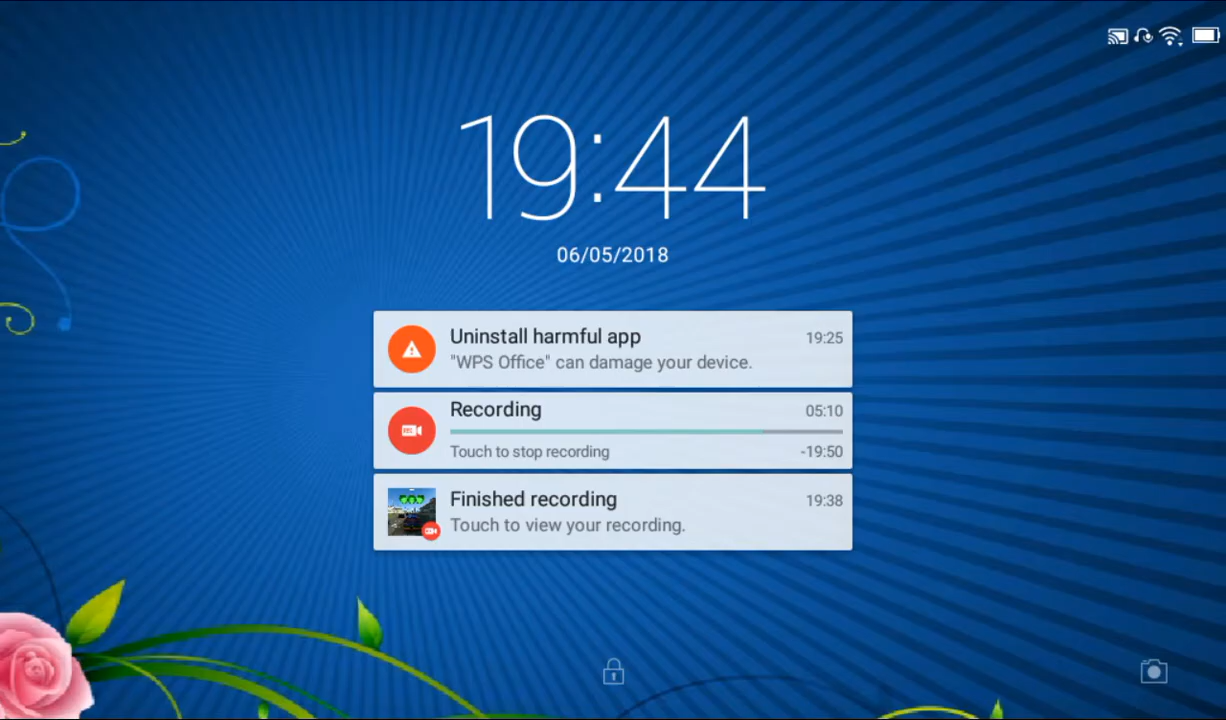 19:44
06/05/2018
Uninstall harmful app 19:25
"WPS Office" can damage your device.
Recording 05:10
Touch to stop recording -19:50
Finished recording 19:38
Touch to view your recording.